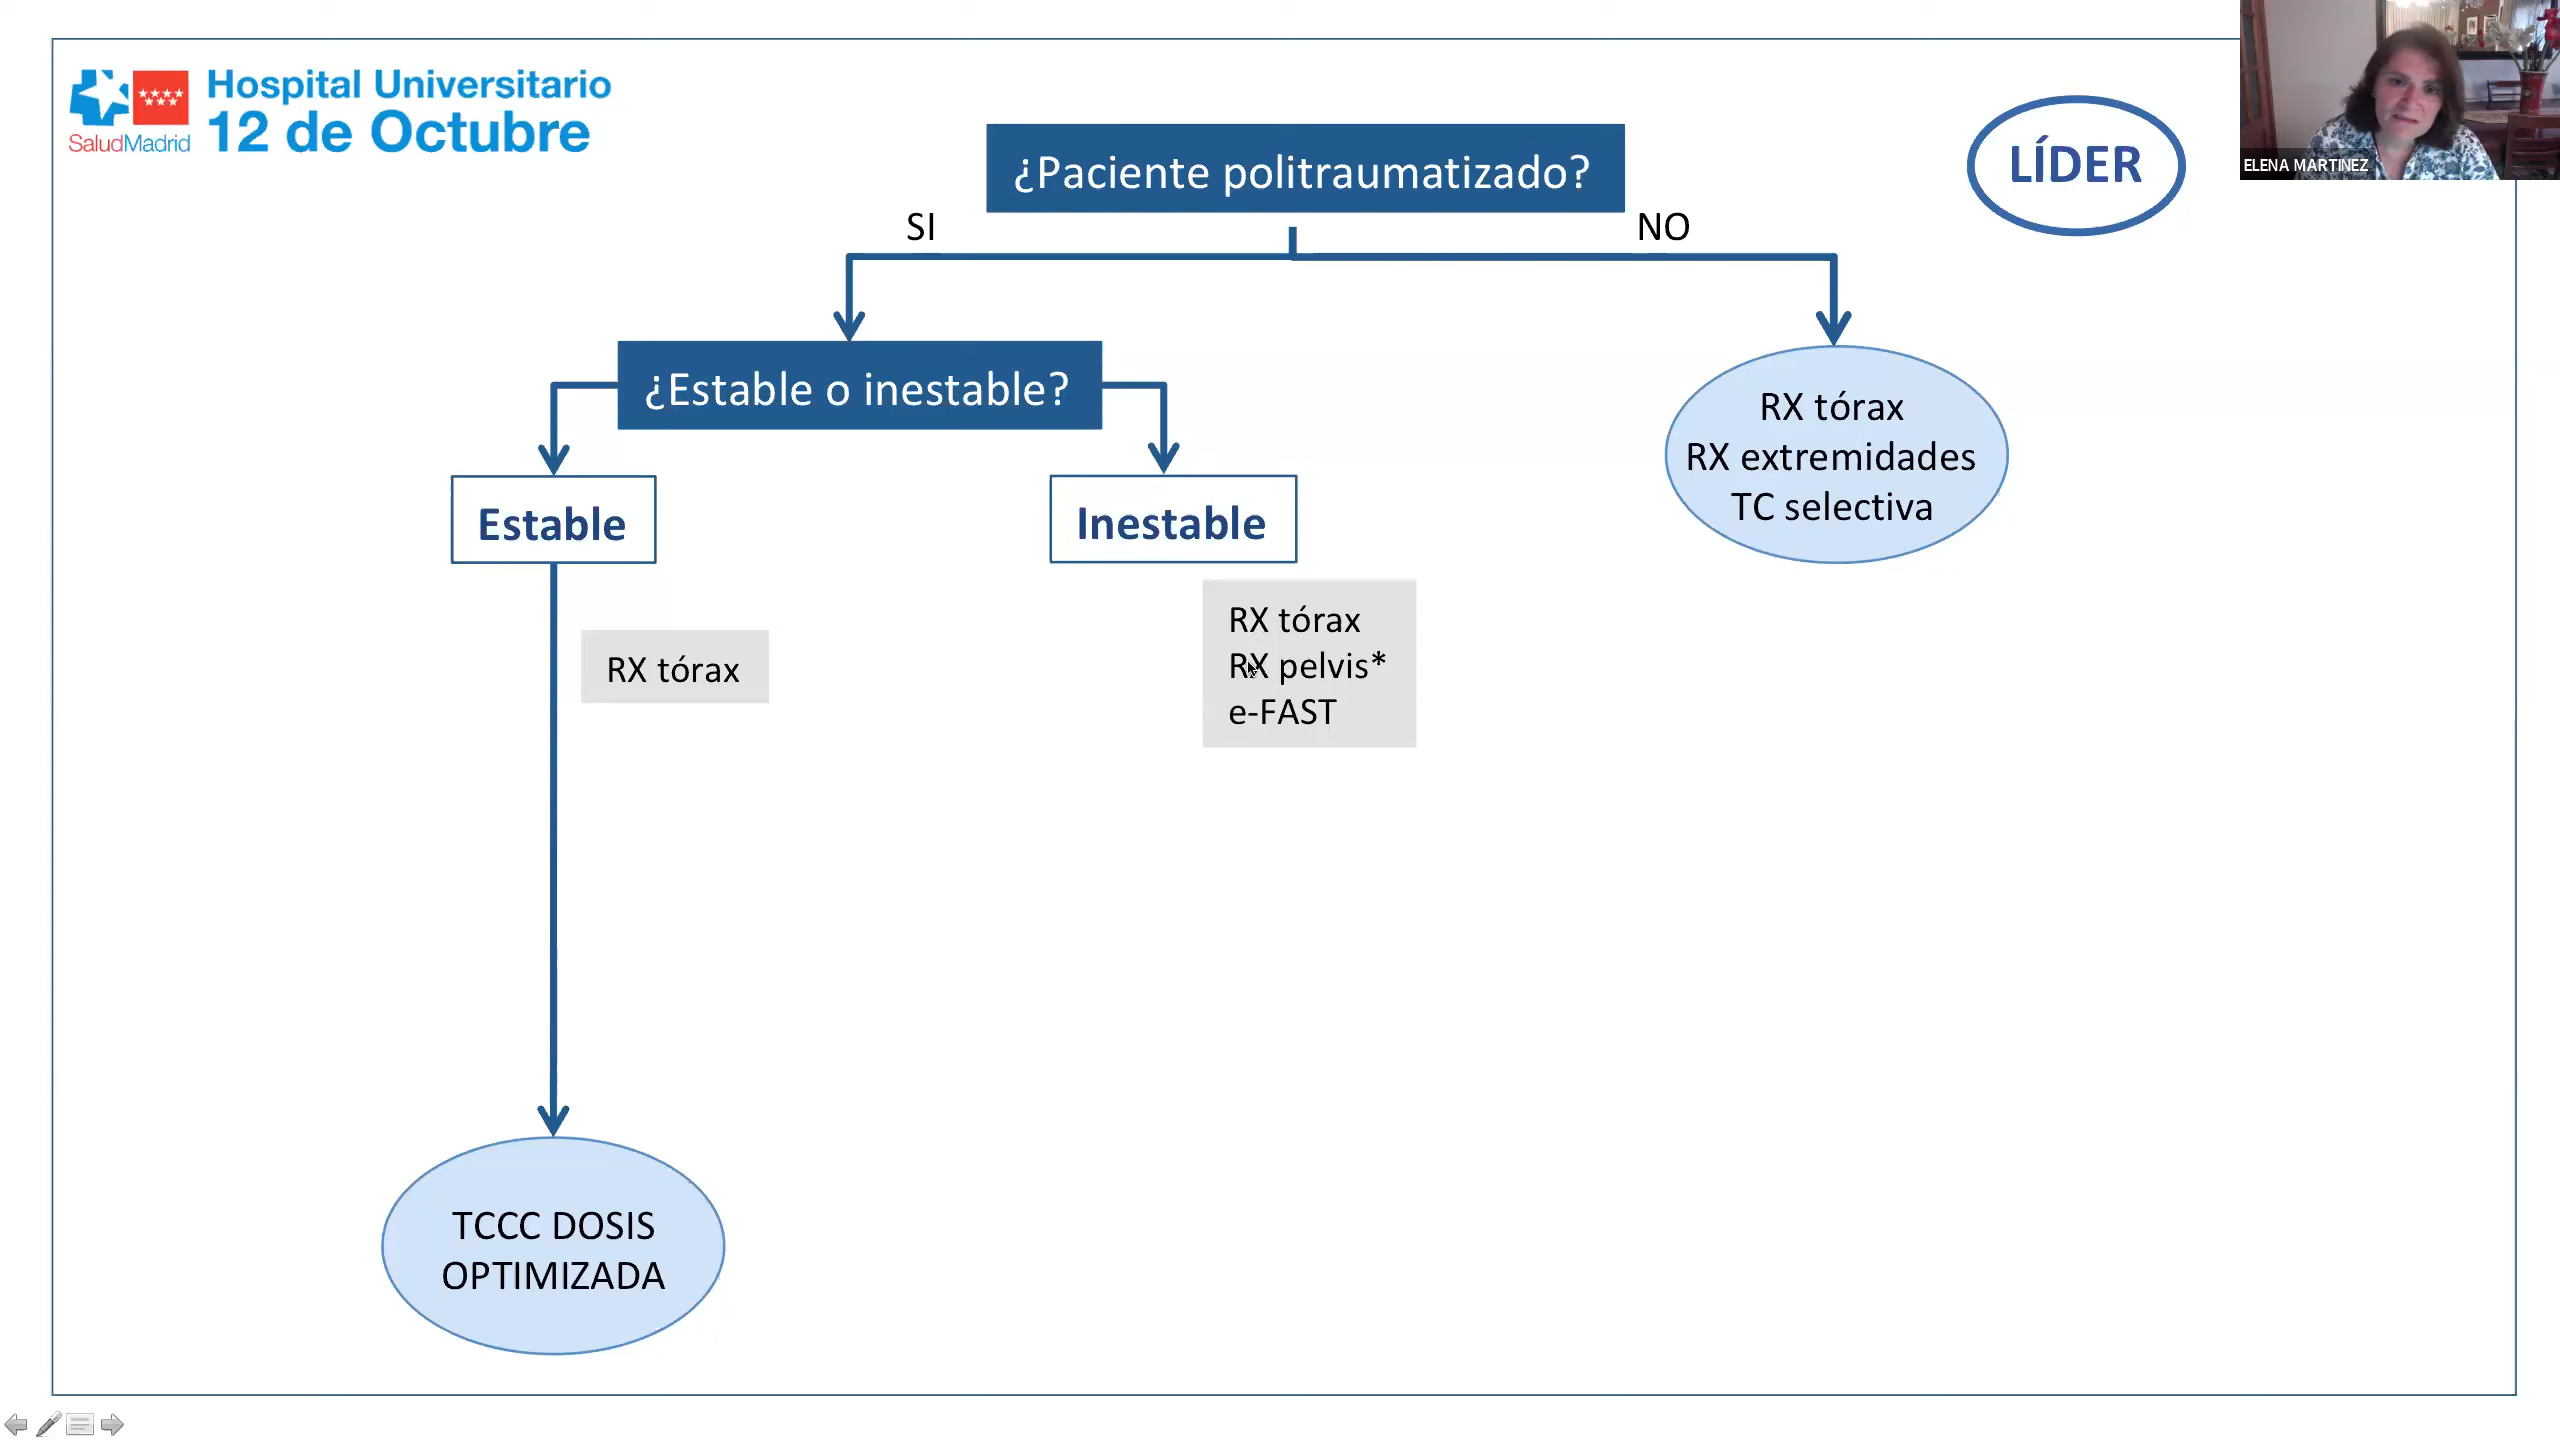 Hospital Universitario
12 de Octubre
SaludMadrid
¿Paciente politraumatizado?
LÍDER
ELENA MARTINEZ
SI
NO
¿Estable o inestable?
RX tórax
RX extremidades
TC selectiva
Estable
Inestable
RX tórax
RX tórax
RX pelvis*
e-FAST
TCCC DOSIS
OPTIMIZADA